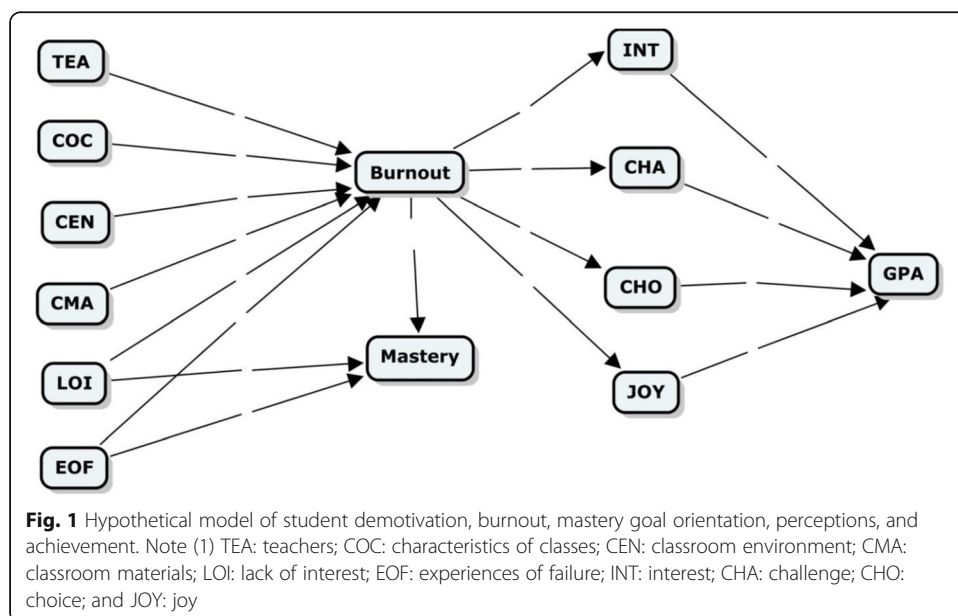 TEA
COC
CEN
CMA
LOI
EOF
Burnout
Mastery
INT
CHA
CHO
JOY
GPA
Fig. 1 Hypothetical model of student demotivation, burnout, mastery goal orientation, perceptions, and
achievement. Note (1) TEA: teachers; COC: characteristics of classes; CEN: classroom environment; CMA:
classroom materials; LOI: lack of interest; EOF: experiences of failure; INT: interest; CHA: challenge; CHO:
choice; and JOY: joy